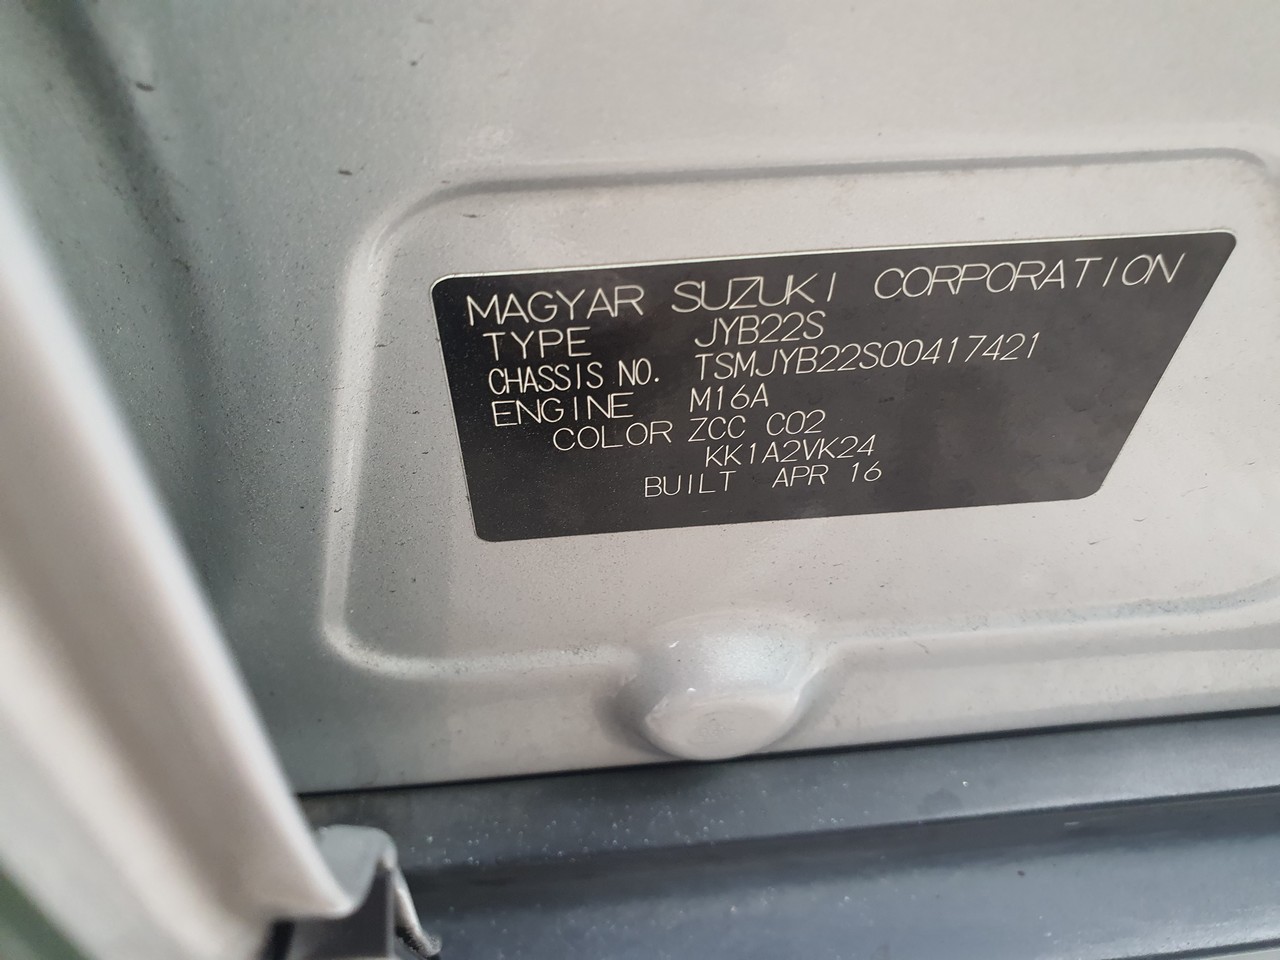 MAGYAR SUZUKI CORPORATION
TYPE JYB22S
CHASSIS NO. TSMJYB22S00417421
ENGINE M16A
COLOR ZCC C02
KK1A2VK24
BUILT APR 16